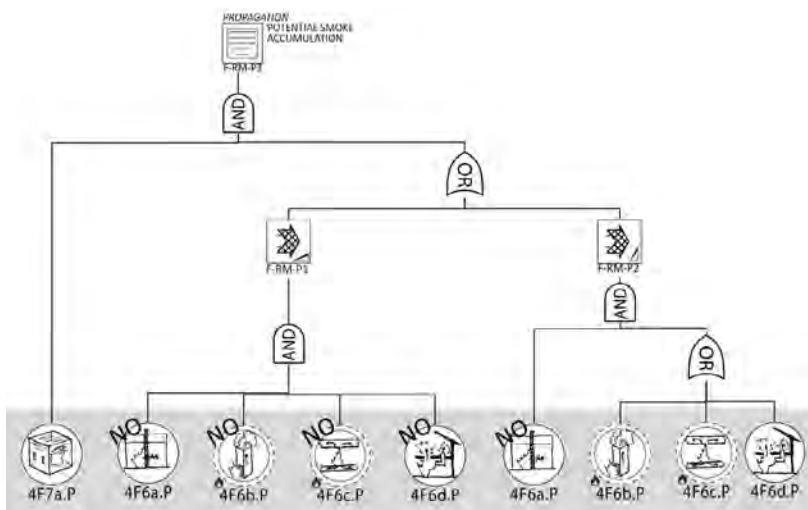 PROPAGATION
POTENTIAL SMOKE
ACCUMULATION
F-RM-P3
AND
OR
F-RM-P1
F-RM-P2
AND
AND
OR
NO
NO
NO
NO
NO
4F7a.P
4F6a.P
4F6b.P
4F6c.P
4F6d.P
4F6a.P
4F6b.P
4F6c.P
4F6d.P